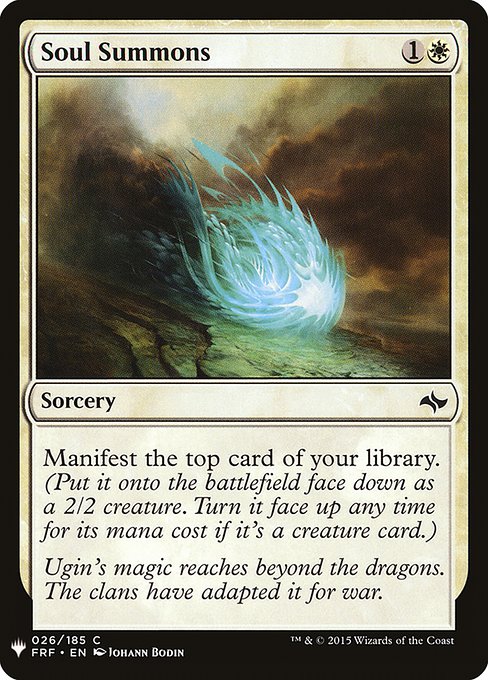 Soul Summons 1
Sorcery
Manifest the top card of your library.
(Put it onto the battlefield face down as
a 2/2 creature. Turn it face up any time
for its mana cost if it's a creature card.)
Ugin's magic reaches beyond the dragons.
The clans have adapted it for war.
026/185 C
FRF • EN Johann Bodin
™ & © 2015 Wizards of the Coast